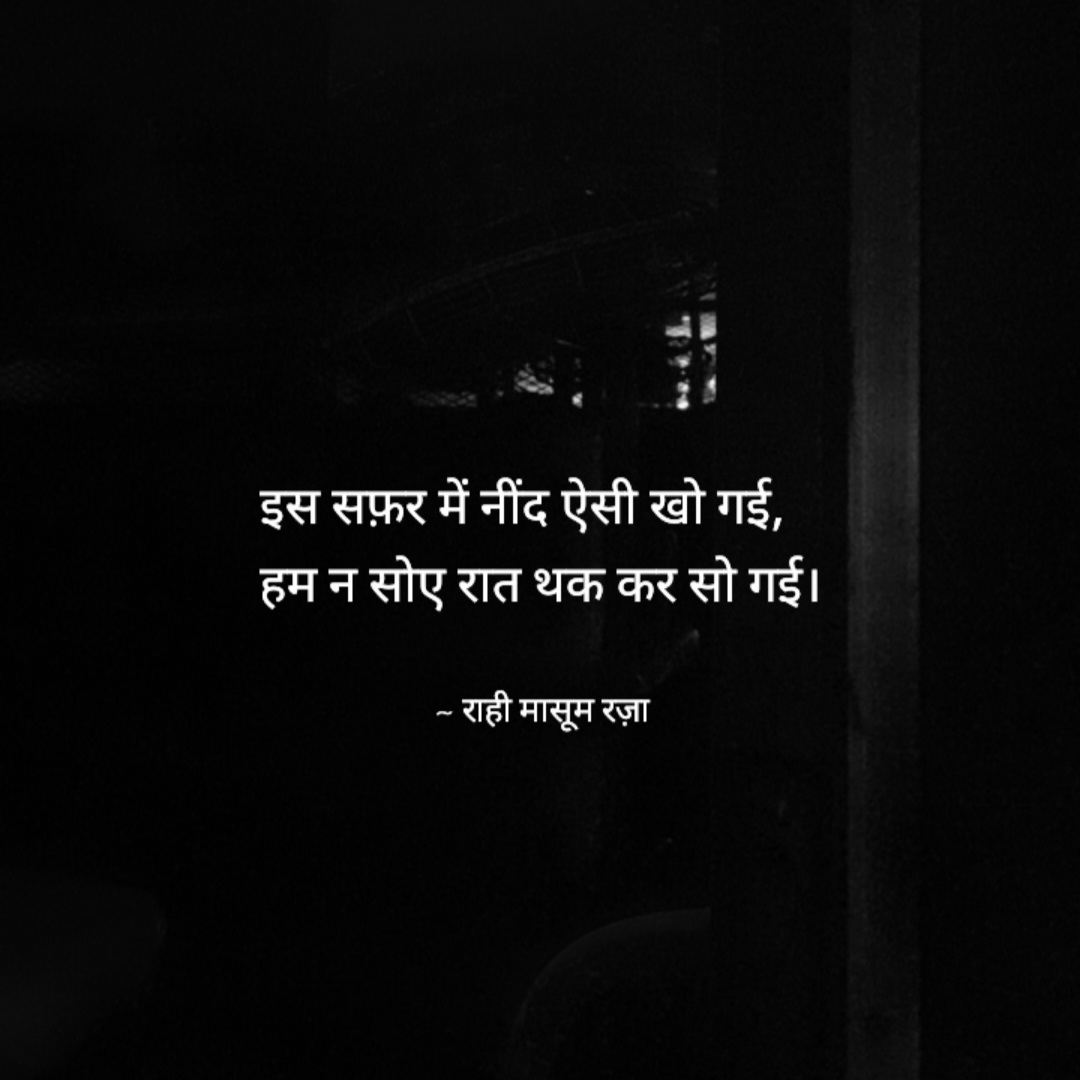 इस सफ़र में नींद ऐसी खो गई,
हम न सोए रात थक कर सो गई।
~ राही मासूम रज़ा